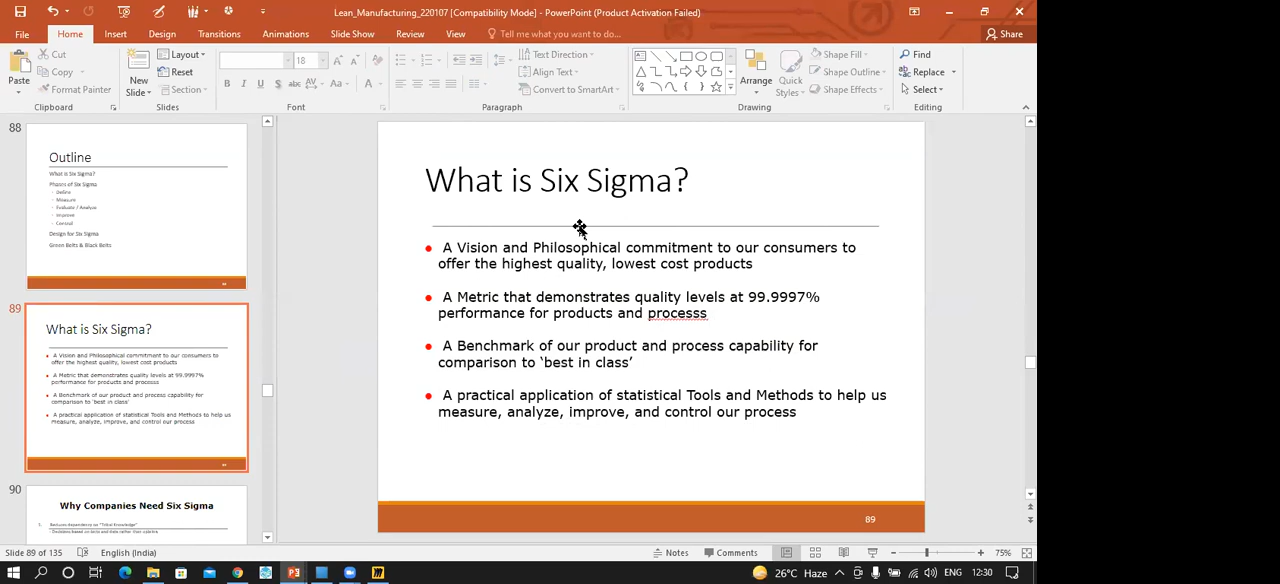 Lean_Manufacturing_220107 [Compatibility Mode] - PowerPoint (Product Activation Failed)
File Home Insert Design Transitions Animations Slide Show Review View Tell me what you want to do... Share
Cut
Copy
Format Painter
Paste
Clipboard
New
Slide
Layout
Reset
Section
Slides
18
B I U S abc AV Aa A
Font
Text Direction
Align Text
Convert to SmartArt
Paragraph
Arrange
Quick
Styles
Shape Fill
Shape Outline
Shape Effects
Drawing
Find
Replace
Select
Editing
88
Outline
What is Six Sigma?
Phases of Six Sigma
Define
Measure
Evaluate / Analyze
Improve
Control
Design for Six Sigma
Green Belts & Black Belts
89
What is Six Sigma?
A Vision and Philosophical commitment to our consumers to
offer the highest quality, lowest cost products
A Metric that demonstrates quality levels at 99.9997%
performance for products and processs
A Benchmark of our product and process capability for
comparison to 'best in class'
A practical application of statistical Tools and Methods to help us
measure, analyze, improve, and control our process
90
Why Companies Need Six Sigma
1. Reduces dependency on "Tribal Knowledge"
What is Six Sigma?
• A Vision and Philosophical commitment to our consumers to
offer the highest quality, lowest cost products
• A Metric that demonstrates quality levels at 99.9997%
performance for products and processs
• A Benchmark of our product and process capability for
comparison to ‘best in class’
• A practical application of statistical Tools and Methods to help us
measure, analyze, improve, and control our process
89
Slide 89 of 135 English (India) Notes Comments 75%
26°C Haze ENG 12:30